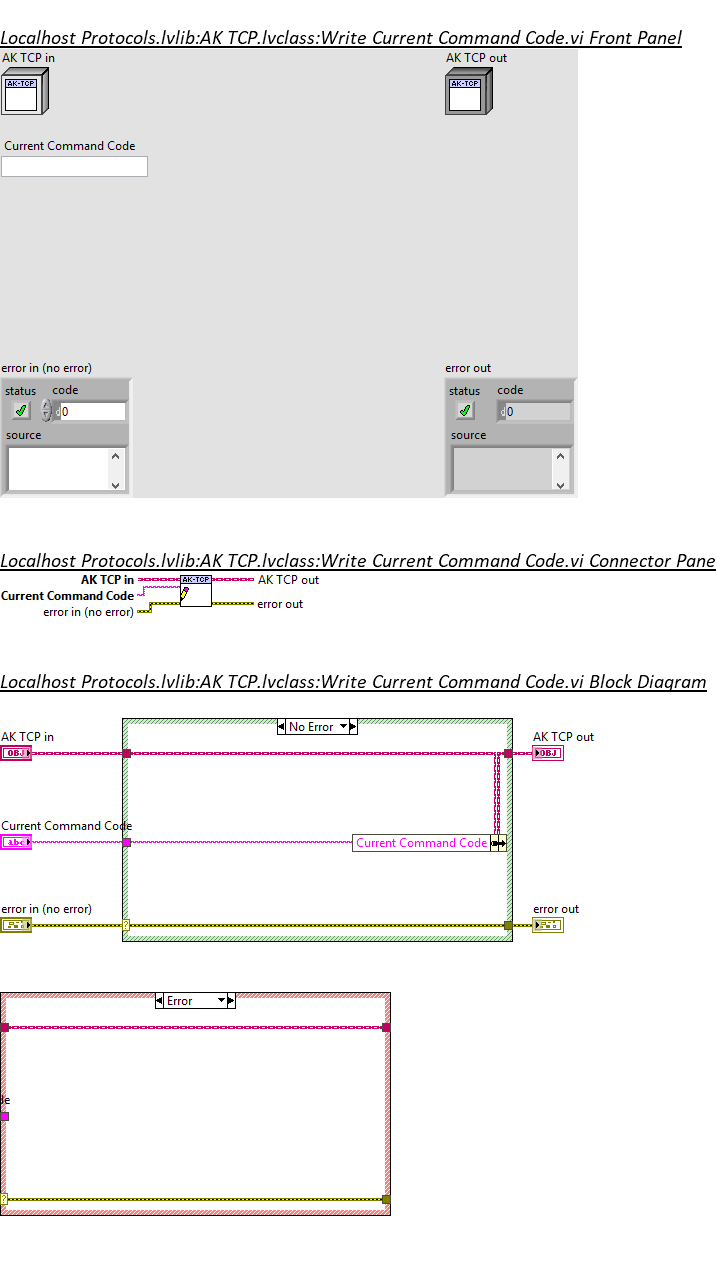 Localhost Protocols.lvlib:AK TCP.lvclass:Write Current Command Code.vi Front Panel
AK TCP in
AK TCP out
AK-TCP
AK-TCP
Current Command Code
error in (no error)
error out
status code
status code
d 0
d 0
source
source
Localhost Protocols.lvlib:AK TCP.lvclass:Write Current Command Code.vi Connector Pane
AK TCP in
AK-TCP
AK TCP out
Current Command Code
error in (no error)
error out
Localhost Protocols.lvlib:AK TCP.lvclass:Write Current Command Code.vi Block Diagram
No Error
AK TCP in
AK TCP out
OBJ
OBJ
Current Command Code
abc
Current Command Code
error in (no error)
error out
?
Error
de
?